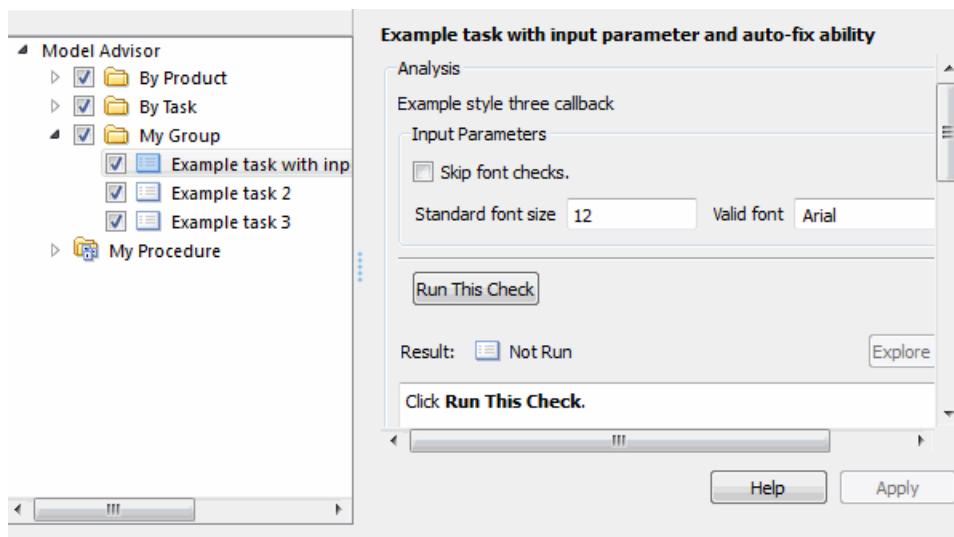 Model Advisor
By Product
By Task
My Group
Example task with inp
Example task 2
Example task 3
My Procedure
Example task with input parameter and auto-fix ability
Analysis
Example style three callback
Input Parameters
Skip font checks.
Standard font size 12 Valid font Arial
Run This Check
Result: Not Run Explore
Click Run This Check.
Help Apply